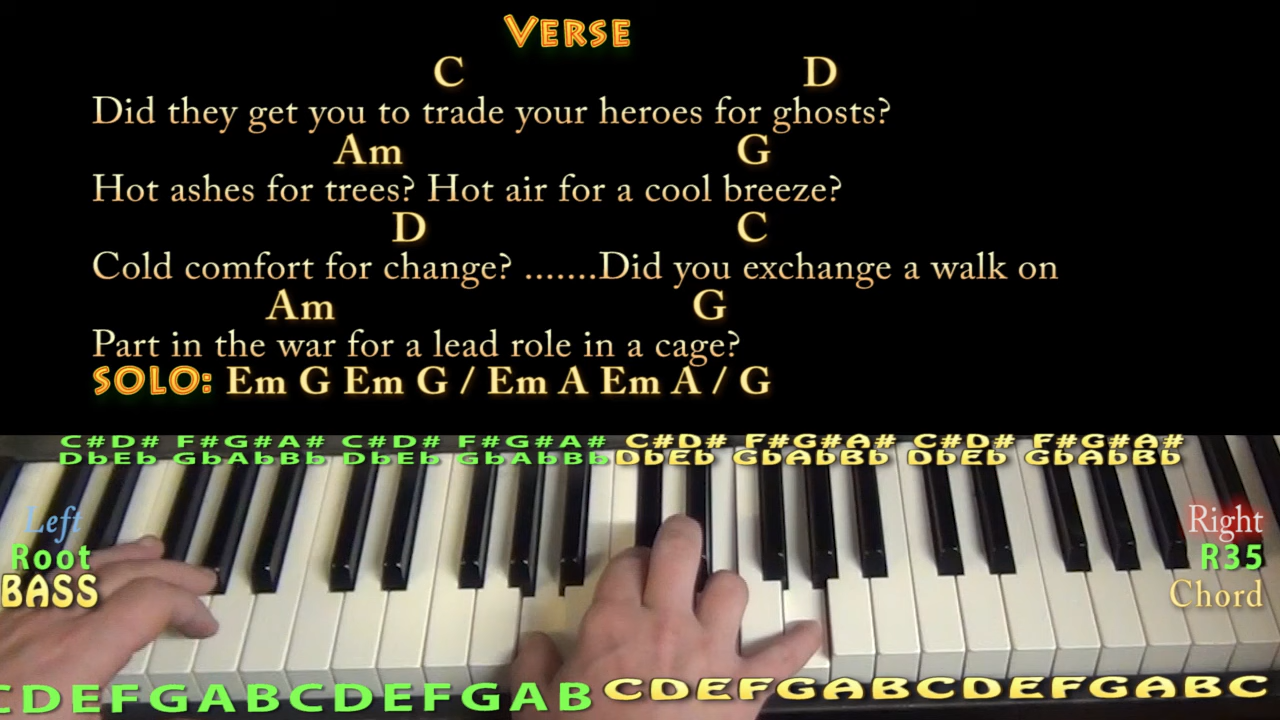 VERSE
C D
Did they get you to trade your heroes for ghosts?
Am G
Hot ashes for trees? Hot air for a cool breeze?
D C
Cold comfort for change? .......Did you exchange a walk on
Am G
Part in the war for a lead role in a cage?
SOLO: Em G Em G / Em A Em A / G
C#D# F#G#A# C#D# F#G#A# C#D# F#G#A# C#D# F#G#A#
DbEb GbAbBb DbEb GbAbBb DbEb GbAbBb DbEb GbAbBb
Left
Root
BASS
Right
R35
Chord
CDEFGABCDEFGAB CDEFGABCDEFGABC